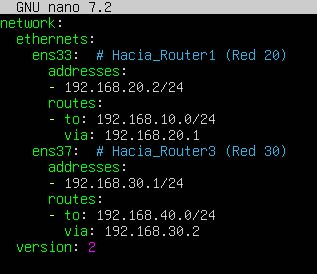 GNU nano 7.2
network:
  ethernets:
    ens33:  # Hacia_Router1 (Red 20)
      addresses:
      - 192.168.20.2/24
      routes:
      - to: 192.168.10.0/24
        via: 192.168.20.1
    ens37:  # Hacia_Router3 (Red 30)
      addresses:
      - 192.168.30.1/24
      routes:
      - to: 192.168.40.0/24
        via: 192.168.30.2
  version: 2